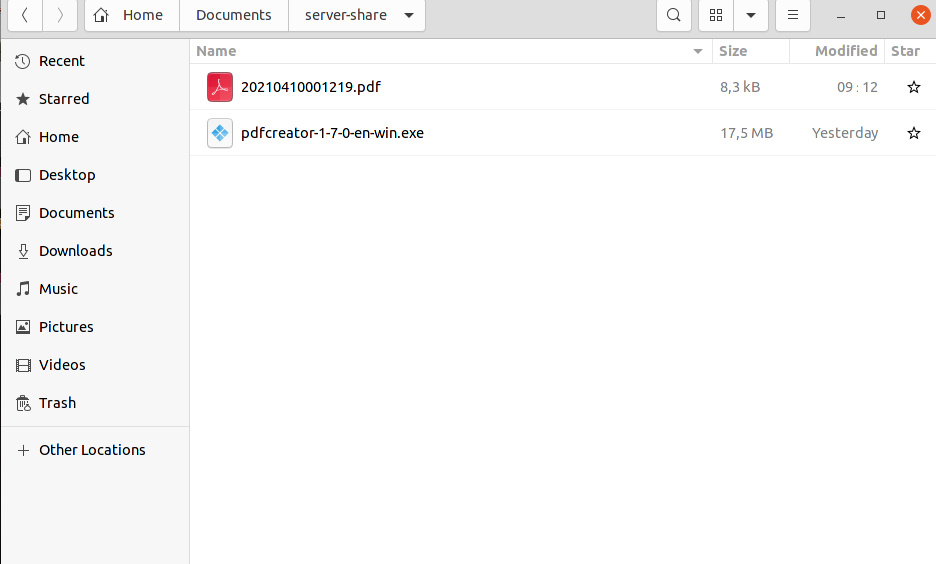 Home Documents server-share
Name Size Modified Star
Recent
20210410001219.pdf 8,3 kB 09:12
Starred
pdfcreator-1-7-0-en-win.exe 17,5 MB Yesterday
Home
Desktop
Documents
Downloads
Music
Pictures
Videos
Trash
Other Locations